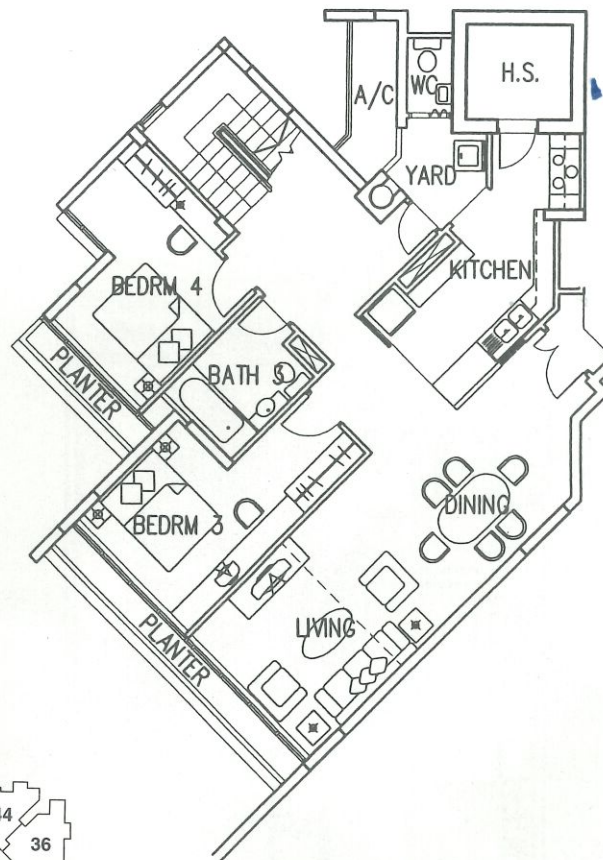 H.S.
WC
A/C
YARD
KITCHEN
BEDRM 4
PLANTER
BATH 3
DINING
BEDRM 3
LIVING
PLANTER
36